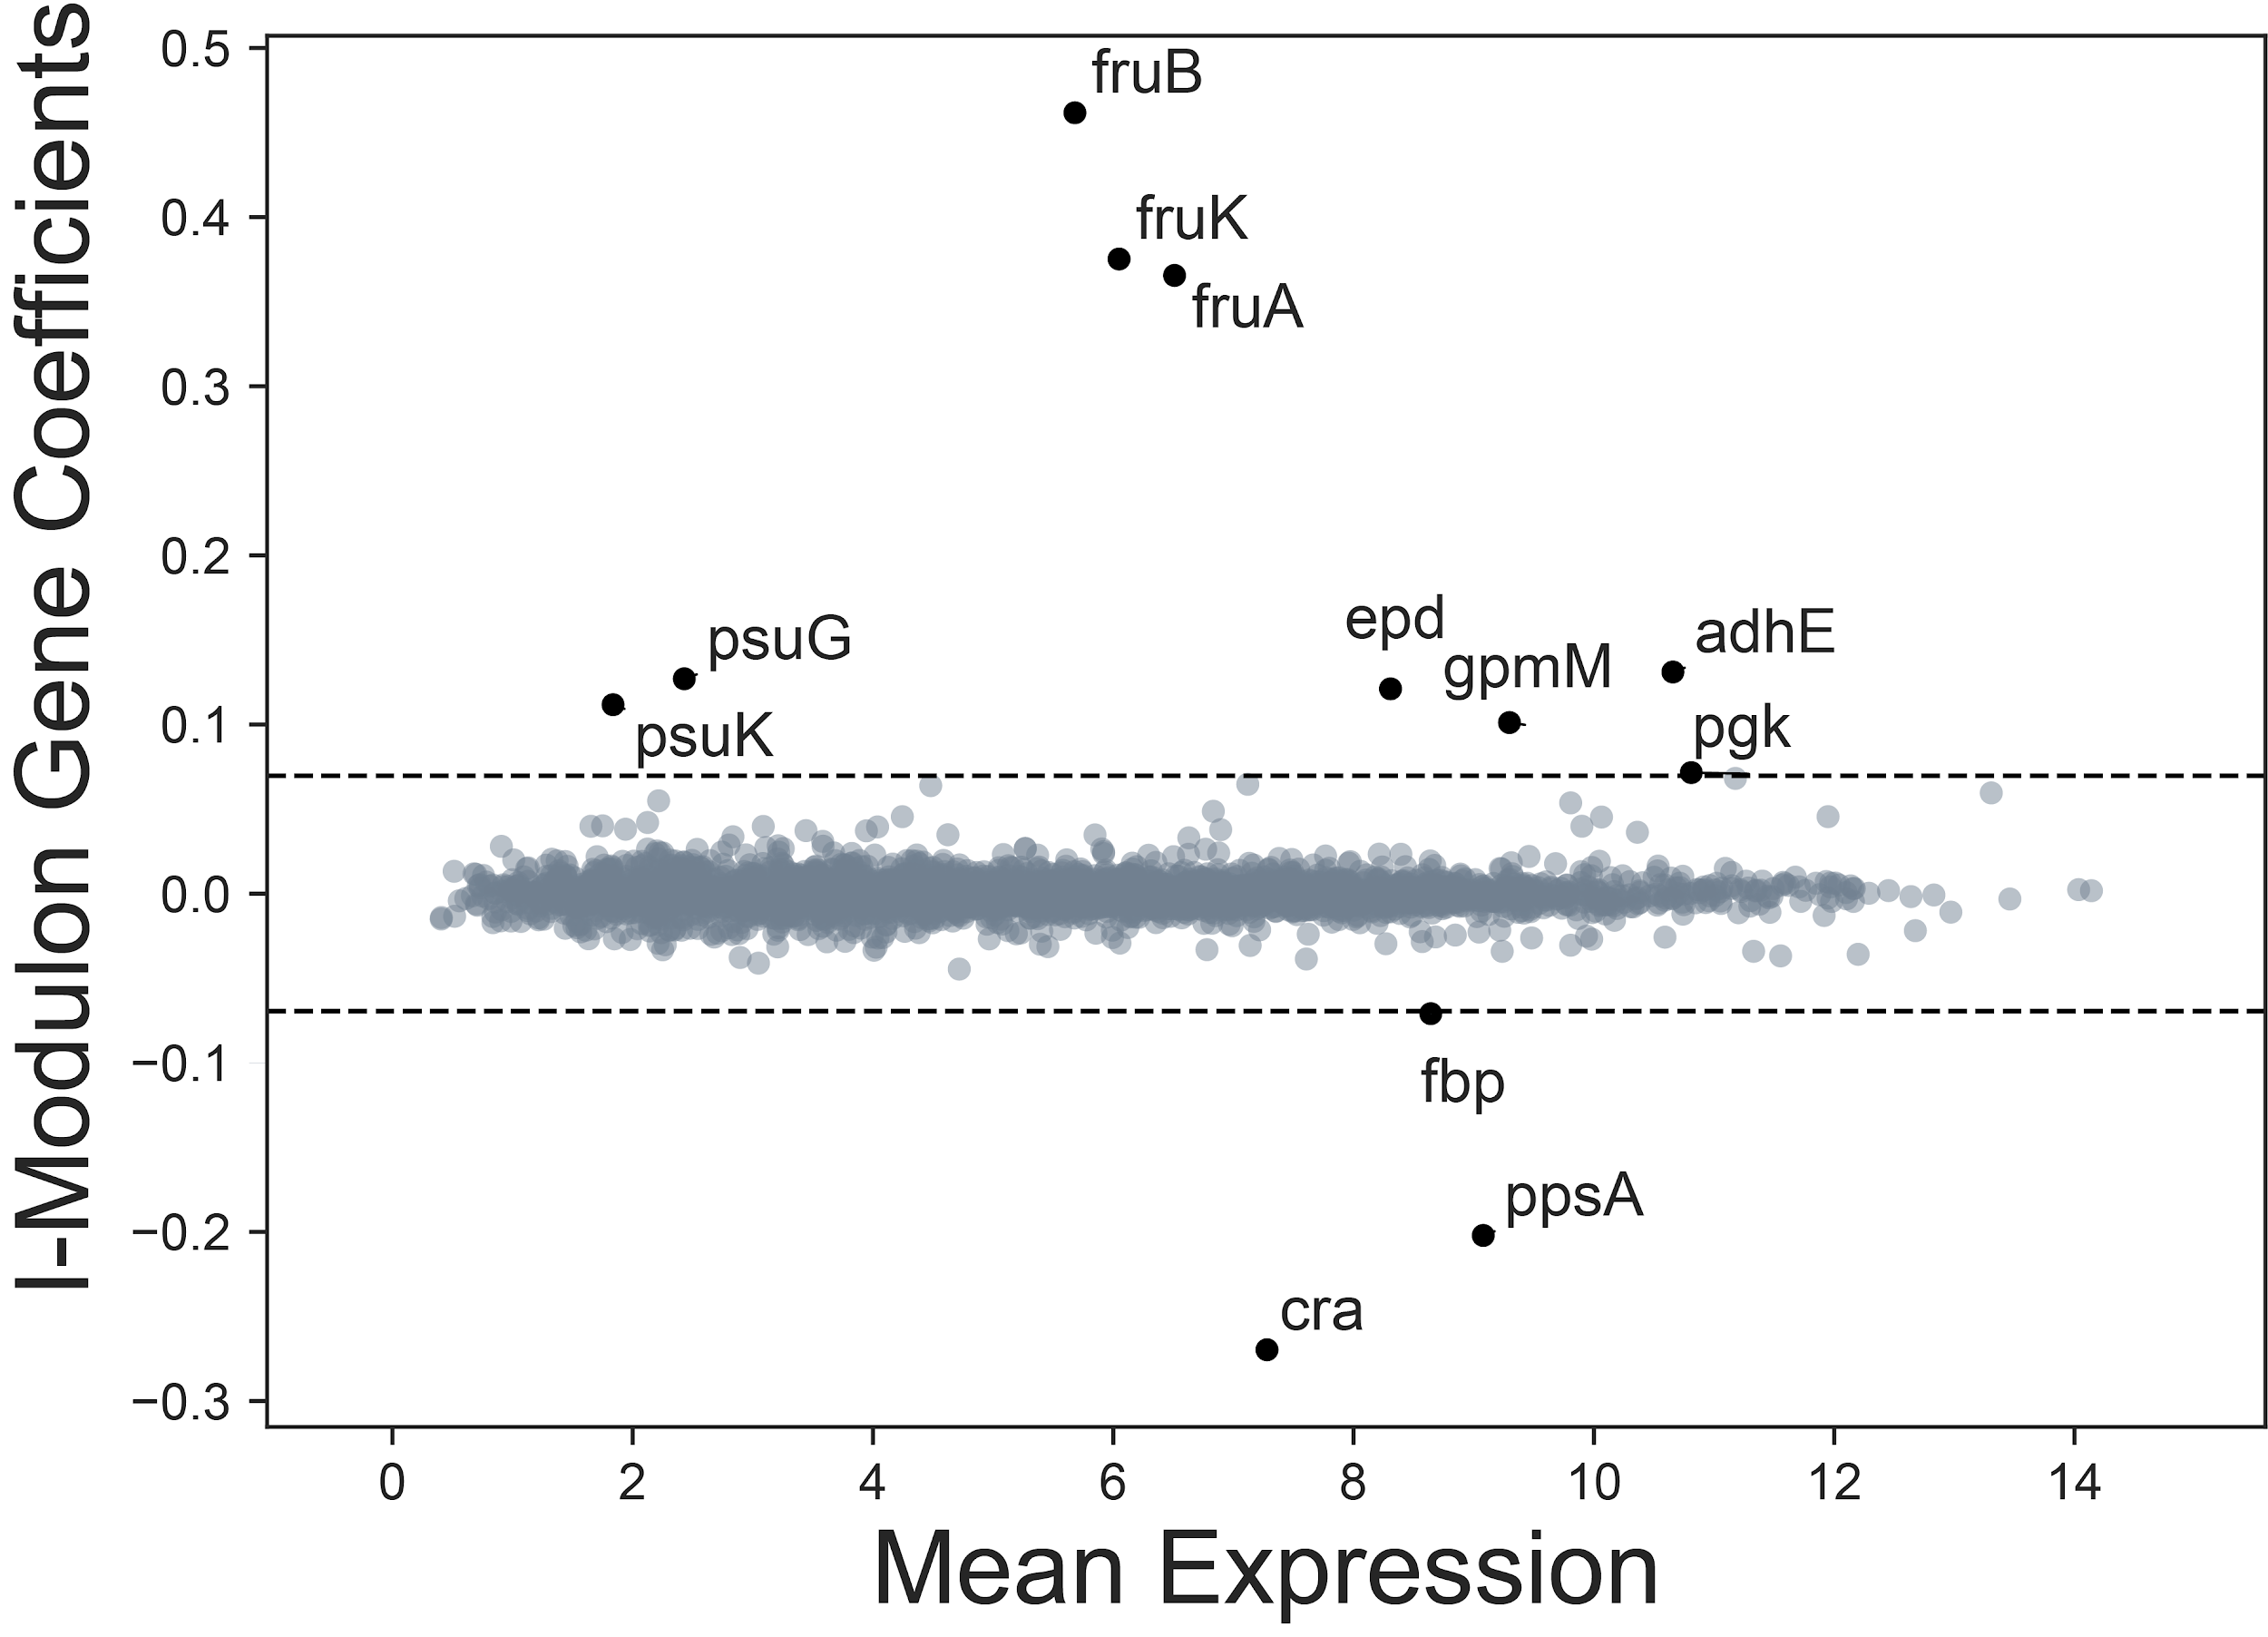 I-Modulon Gene Coefficients
0.5
0.4
0.3
0.2
0.1
0.0
−0.1
−0.2
−0.3
fruB
fruK
fruA
psuG
psuK
epd
gpmM
adhE
pgk
fbp
ppsA
cra
0 2 4 6 8 10 12 14
Mean Expression